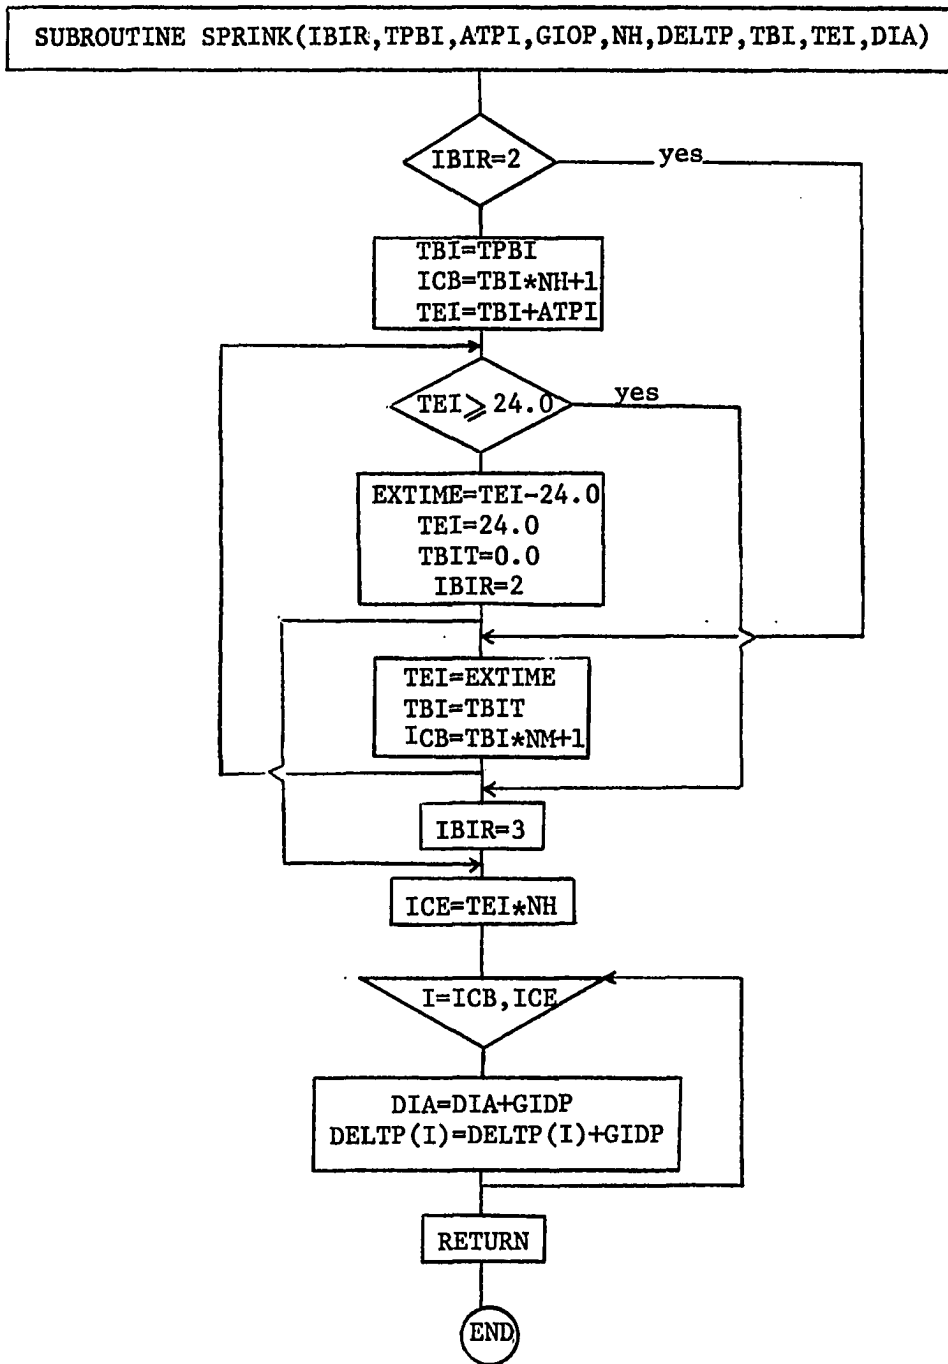 SUBROUTINE SPRINK(IBIR,TPBI,ATPI,GIOP,NH,DELTP,TBI,TEI,DIA)
IBIR=2
yes
TBI=TPBI
ICB=TBI*NH+1
TEI=TBI+ATPI
TEI⩾24.0
yes
EXTIME=TEI-24.0
TEI=24.0
TBIT=0.0
IBIR=2
TEI=EXTIME
TBI=TBIT
ICB=TBI*NM+1
IBIR=3
ICE=TEI*NH
I=ICB,ICE
DIA=DIA+GIDP
DELTP(I)=DELTP(I)+GIDP
RETURN
END